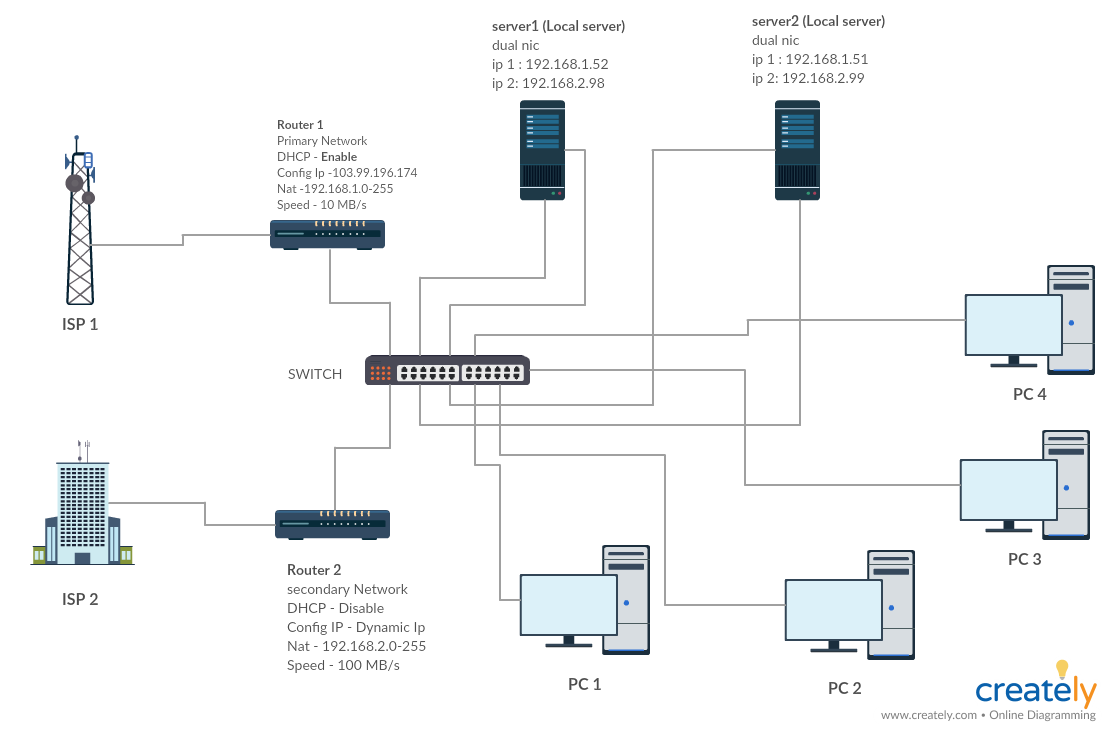 server1 (Local server)
dual nic
ip 1 : 192.168.1.52
ip 2: 192.168.2.98
server2 (Local server)
dual nic
ip 1 : 192.168.1.51
ip 2: 192.168.2.99
Router 1
Primary Network
DHCP - Enable
Config Ip -103.99.196.174
Nat -192.168.1.0-255
Speed - 10 MB/s
ISP 1
SWITCH
PC 4
PC 3
ISP 2
Router 2
secondary Network
DHCP - Disable
Config IP - Dynamic Ip
Nat - 192.168.2.0-255
Speed - 100 MB/s
PC 1
PC 2
creately
www.creately.com • Online Diagramming